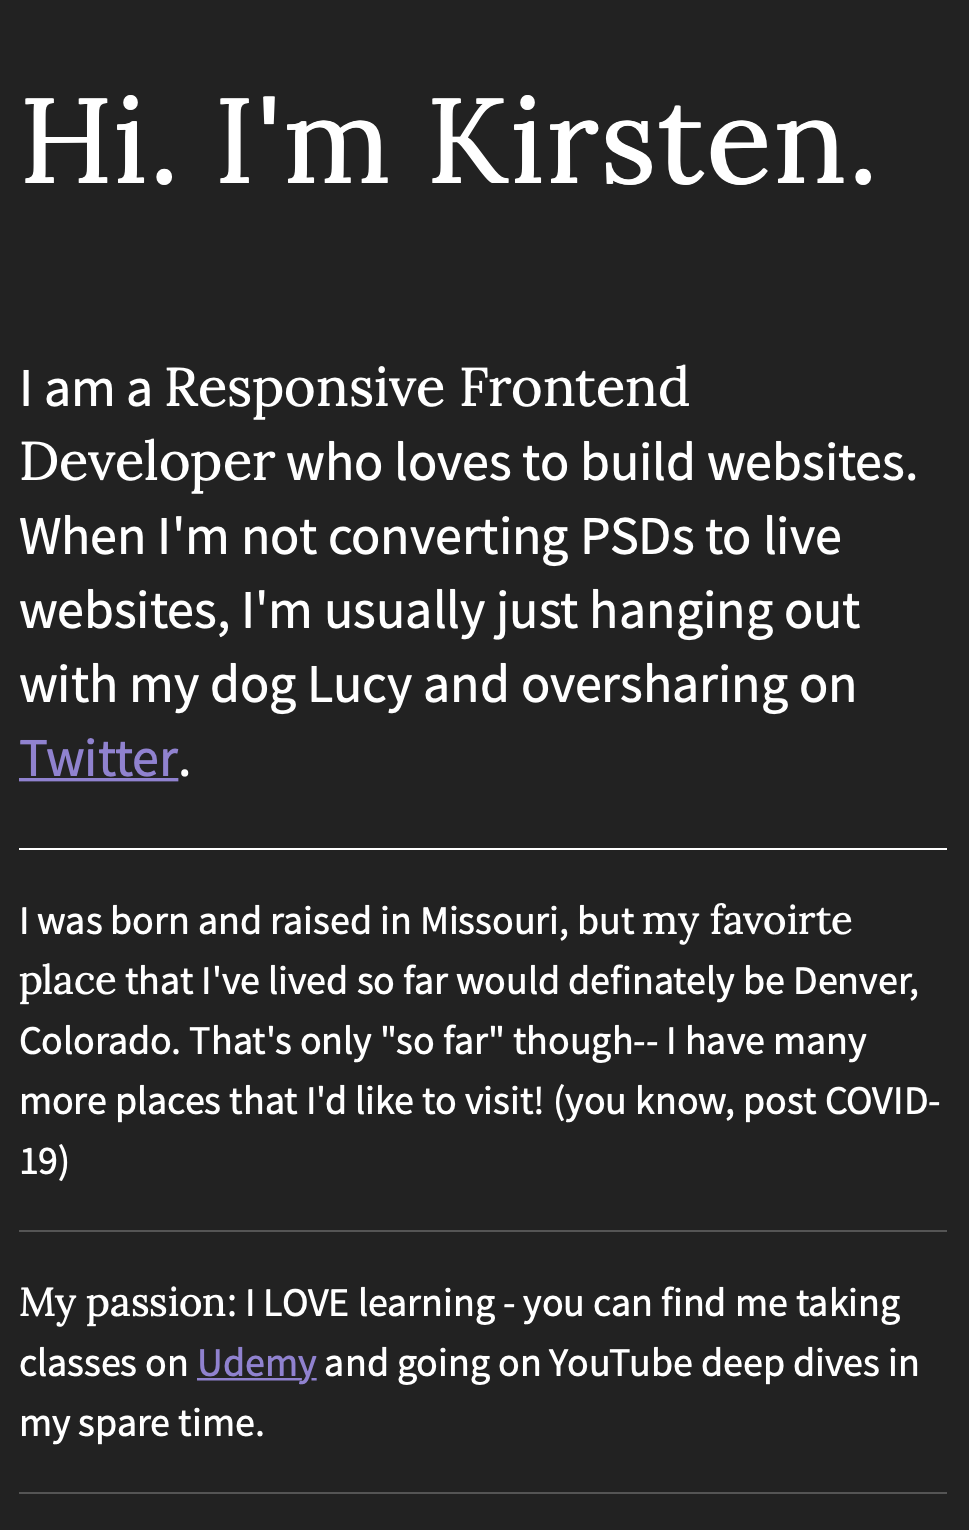 Hi. I'm Kirsten.
I am a Responsive Frontend
Developer who loves to build websites.
When I'm not converting PSDs to live
websites, I'm usually just hanging out
with my dog Lucy and oversharing on
Twitter.
I was born and raised in Missouri, but my favoirte
place that I've lived so far would definately be Denver,
Colorado. That's only "so far" though-- I have many
more places that I'd like to visit! (you know, post COVID-
19)
My passion: I LOVE learning - you can find me taking
classes on Udemy and going on YouTube deep dives in
my spare time.